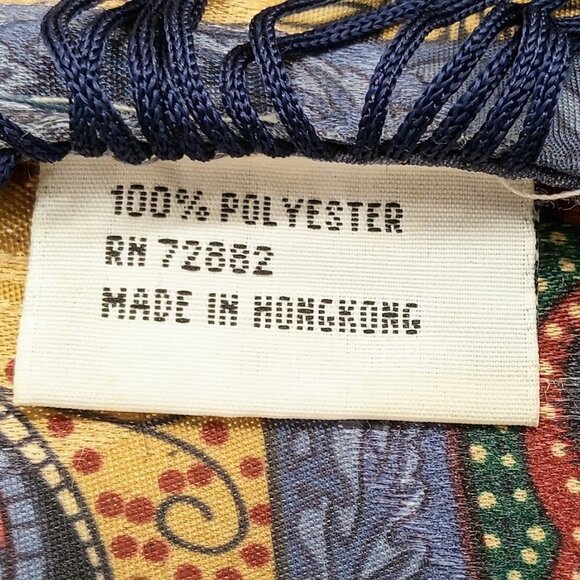 100% POLYESTER
RN 72882
MADE IN HONGKONG